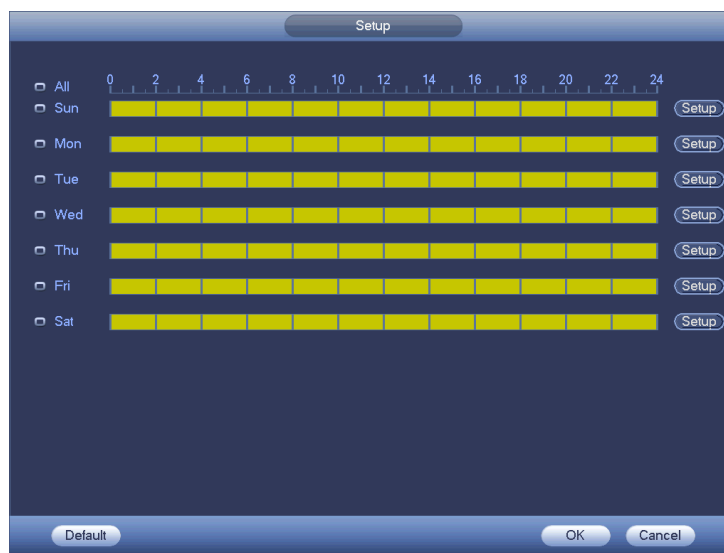 Setup
All 0 2 4 6 8 10 12 14 16 18 20 22 24
Sun Setup
Mon Setup
Tue Setup
Wed Setup
Thu Setup
Fri Setup
Sat Setup
Default OK Cancel